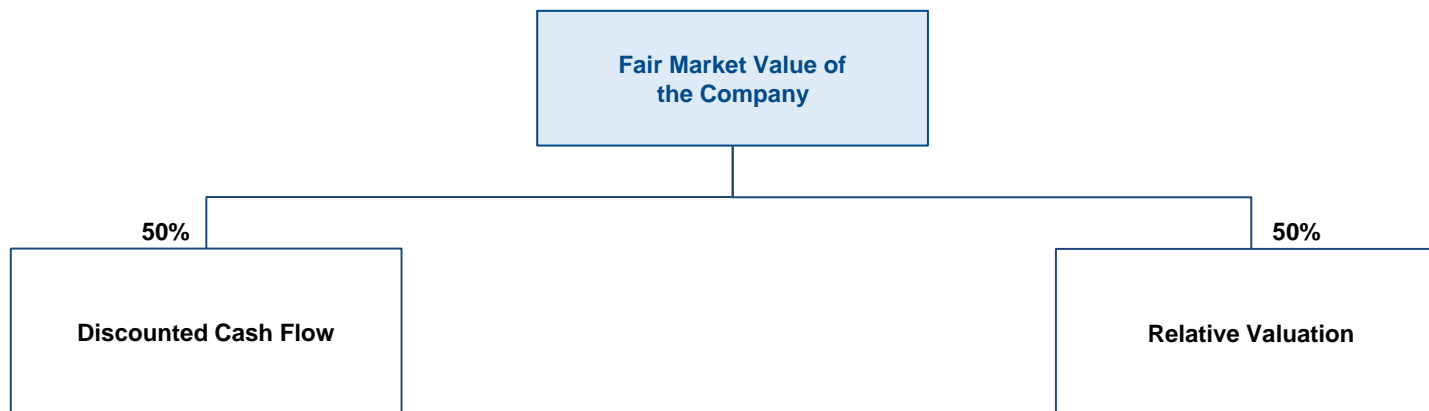 Fair Market Value of
the Company
50%
50%
Discounted Cash Flow
Relative Valuation